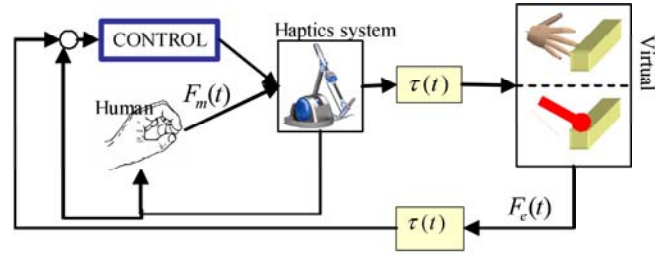 Haptics system
CONTROL
Human
F_m(t)
τ(t)
Virtual
F_e(t)
τ(t)